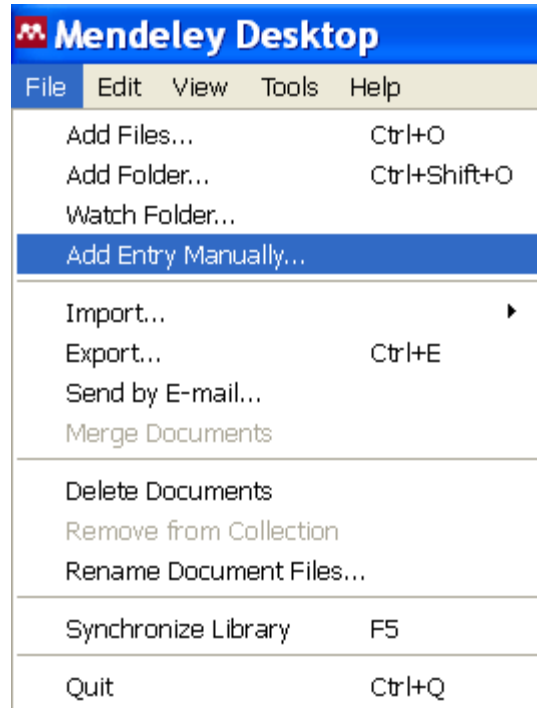 Mendeley Desktop
File Edit View Tools Help
Add Files... Ctrl+O
Add Folder... Ctrl+Shift+O
Watch Folder...
Add Entry Manually...
Import...
Export... Ctrl+E
Send by E-mail...
Merge Documents
Delete Documents
Remove from Collection
Rename Document Files...
Synchronize Library F5
Quit Ctrl+Q